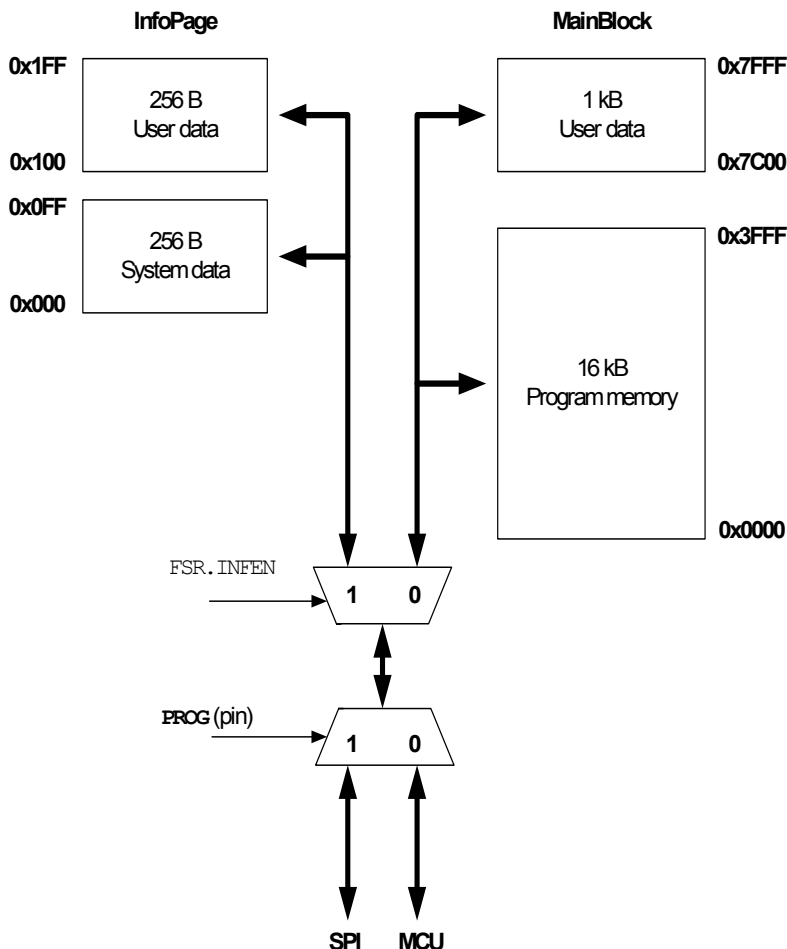 InfoPage
MainBlock
0x1FF
256 B
User data
0x100
0x0FF
256 B
System data
0x000
1 kB
User data
0x7FFF
0x7C00
0x3FFF
16 kB
Program memory
0x0000
FSR.INFEN
1 0
PROG (pin)
1 0
SPI MCU